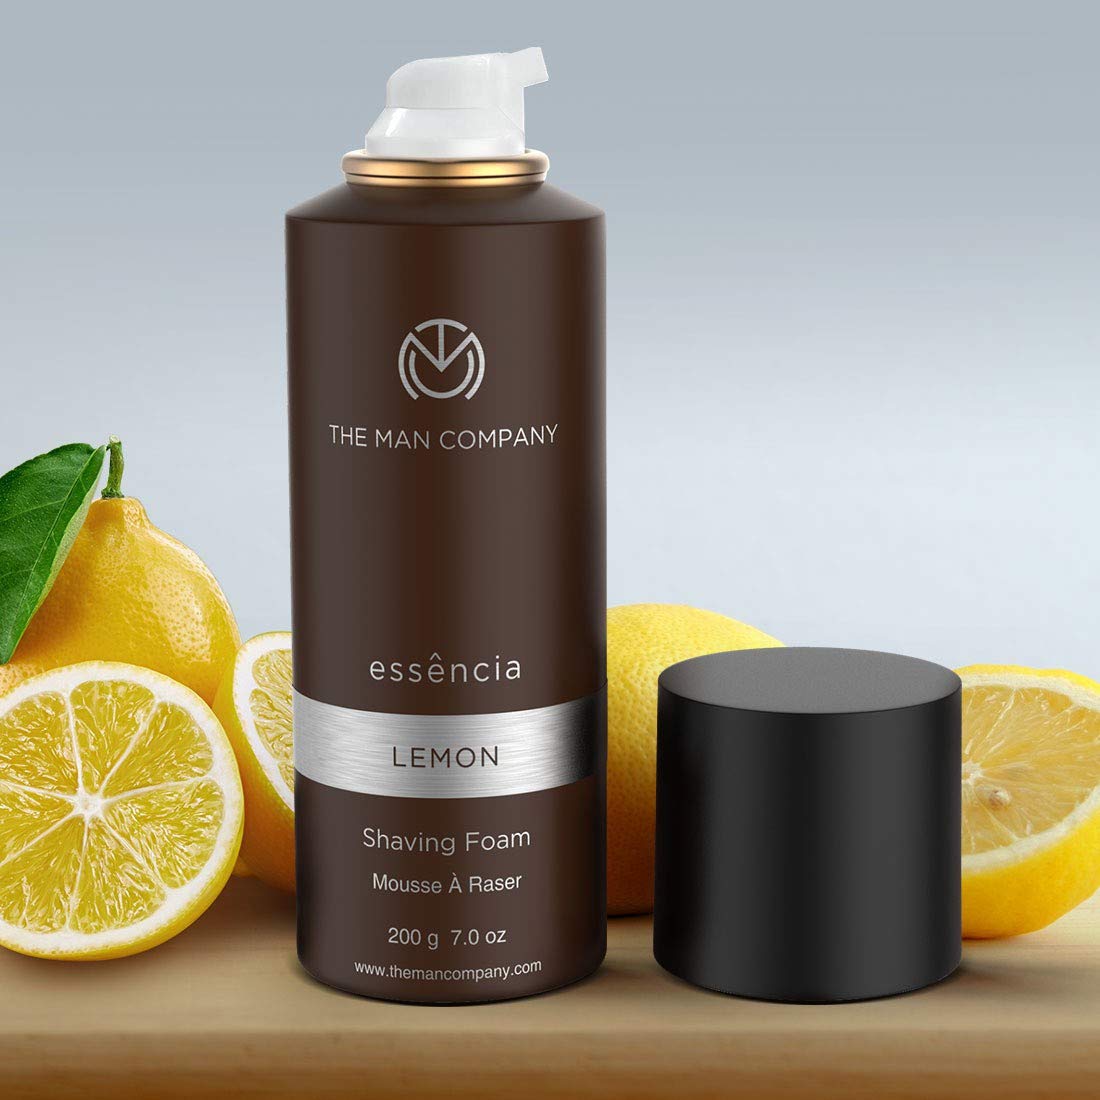 THE MAN COMPANY
essência
LEMON
Shaving Foam
Mousse À Raser
200 g 7.0 oz
www.themancompany.com